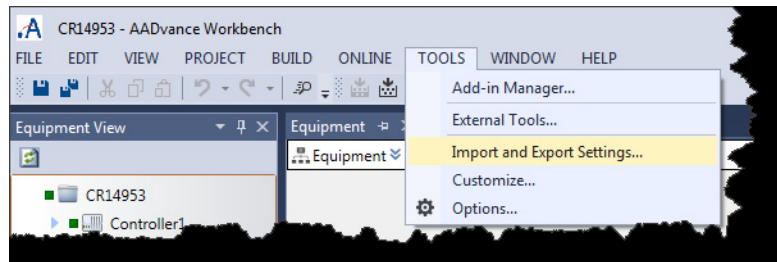 CR14953 - AADvance Workbench
FILE EDIT VIEW PROJECT BUILD ONLINE TOOLS WINDOW HELP
Add-in Manager...
External Tools...
Import and Export Settings...
Customize...
Options...
Equipment View
Equipment
Equipment
CR14953
Controller1